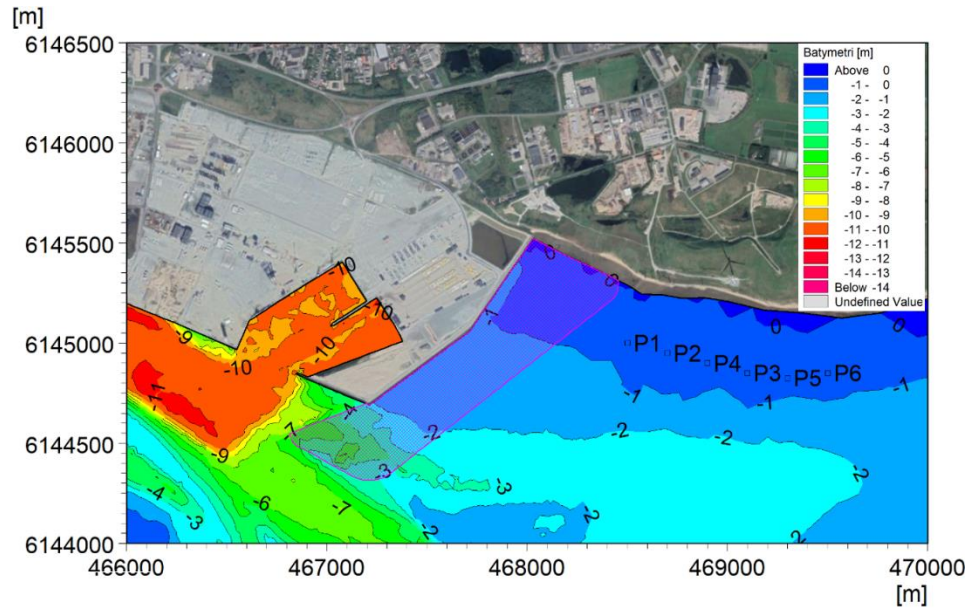 [m]
6146500
6146000
6145500
6145000
6144500
6144000
466000 467000 468000 469000 470000
[m]
Batymetri [m]
Above 0
-1 - 0
-2 - -1
-3 - -2
-4 - -3
-5 - -4
-6 - -5
-7 - -6
-8 - -7
-9 - -8
-10 - -9
-11 - -10
-12 - -11
-13 - -12
-14 - -13
Below -14
Undefined Value
0
-10
0
-9
-1
-10
0
0
-10
P1
P2
P4
P3
P5
P6
-10
-11
-1
-1
-1
-4
-7
-2
-2
-2
-9
-3
-2
-4
-6
-3
-3
-7
-2
-2
-2